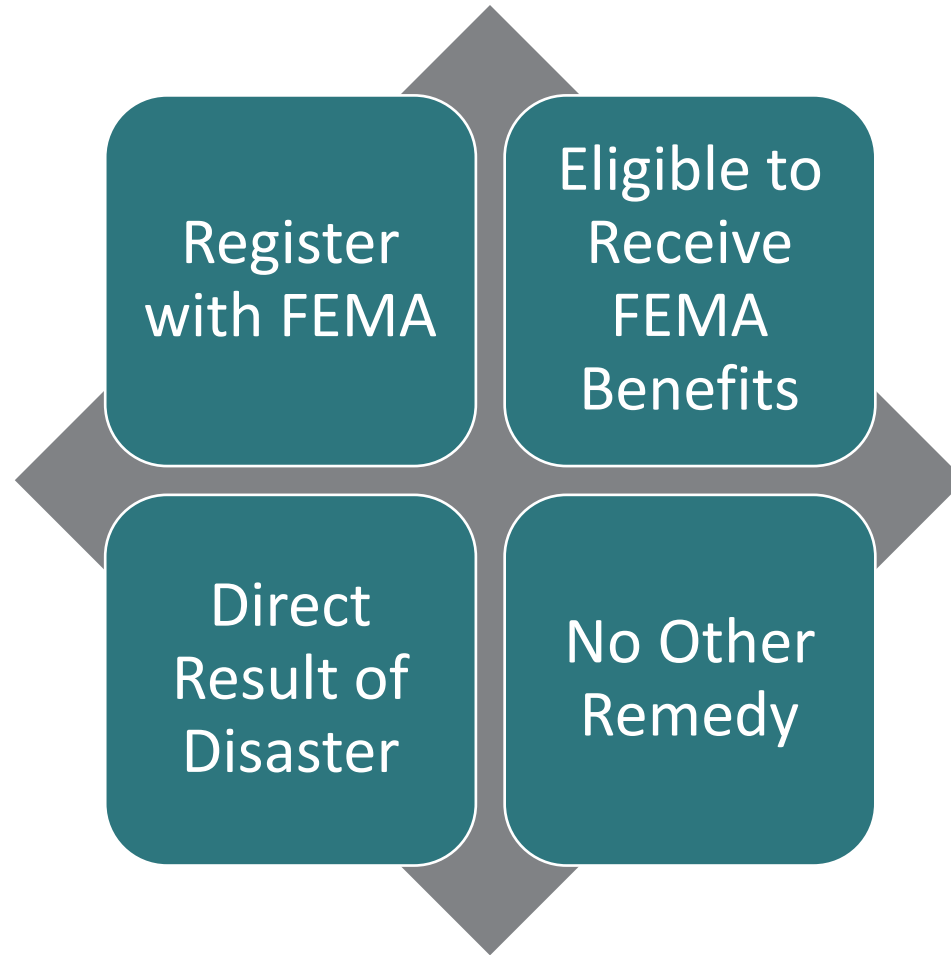 Register
with FEMA
Eligible to
Receive
FEMA
Benefits
Direct
Result of
Disaster
No Other
Remedy